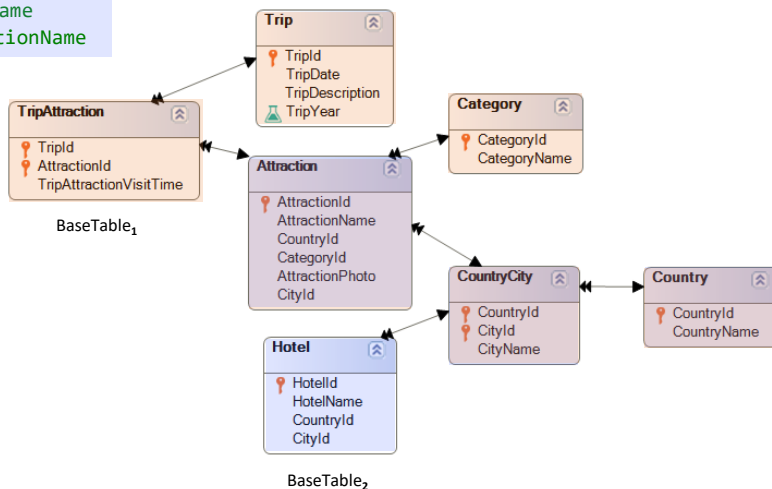 ame
tionName
Trip
TripId
TripDate
TripDescription
TripYear
TripAttraction
TripId
AttractionId
TripAttractionVisitTime
BaseTable₁
Category
CategoryId
CategoryName
Attraction
AttractionId
AttractionName
CountryId
CategoryId
AttractionPhoto
CityId
CountryCity
CountryId
CityId
CityName
Country
CountryId
CountryName
Hotel
HotelId
HotelName
CountryId
CityId
BaseTable₂